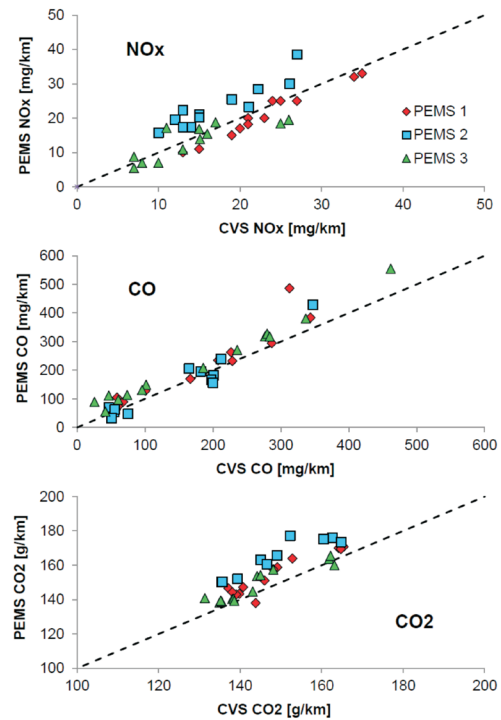 50
40
30
20
10
0
PEMS NOx [mg/km]
NOx
PEMS 1
PEMS 2
PEMS 3
0 10 20 30 40 50
CVS NOx [mg/km]
600
500
400
300
200
100
0
PEMS CO [mg/km]
CO
0 100 200 300 400 500 600
CVS CO [mg/km]
200
180
160
140
120
100
PEMS CO2 [g/km]
CO2
100 120 140 160 180 200
CVS CO2 [g/km]